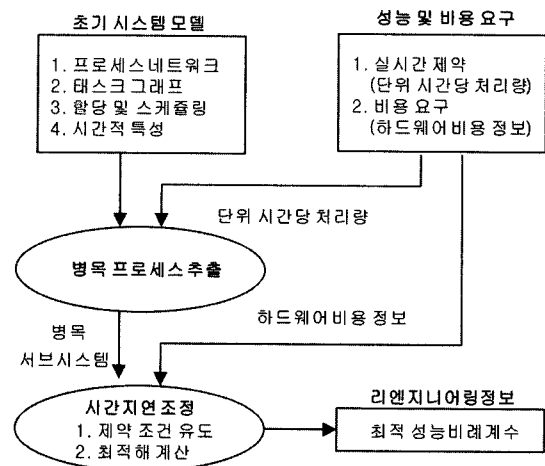 초기 시스템 모델
1. 프로세스 네트워크
2. 태스크 그래프
3. 할당 및 스케쥴링
4. 시간적 특성
성능 및 비용 요구
1. 실시간 제약
(단위 시간당 처리량)
2. 비용 요구
(하드웨어 비용 정보)
단위 시간당 처리량
병목 프로세스 추출
병목
서브시스템
하드웨어 비용 정보
시간지연 조정
1. 제약 조건 유도
2. 최적해 계산
리엔지니어링 정보
최적 성능비례계수